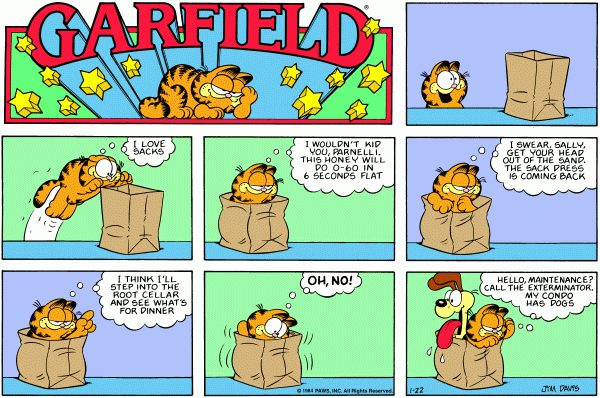 GARFIELD
®
I LOVE
SACKS
I WOULDN'T KID
YOU, PARNELLI,
THIS HONEY WILL
DO 0-60 IN
6 SECONDS FLAT
I SWEAR, SALLY,
GET YOUR HEAD
OUT OF THE SAND.
THE SACK DRESS
IS COMING BACK
I THINK I'LL
STEP INTO THE
ROOT CELLAR
AND SEE WHAT'S
FOR DINNER
OH, NO!
© 1984 PAWS, INC. All Rights Reserved.
HELLO, MAINTENANCE?
CALL THE EXTERMINATOR.
MY CONDO
HAS DOGS
1-22
JIM DAVIS